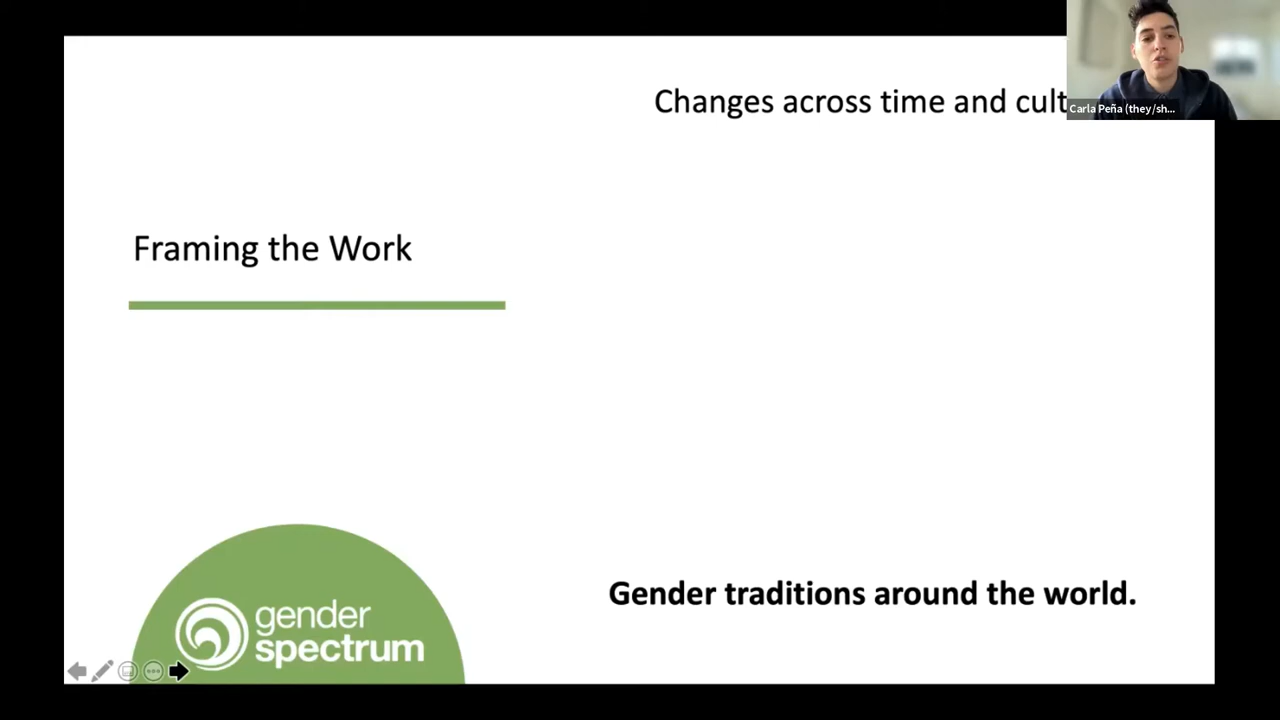 Changes across time and cult
Carla Peña (they/sh...
Framing the Work
gender
spectrum
Gender traditions around the world.